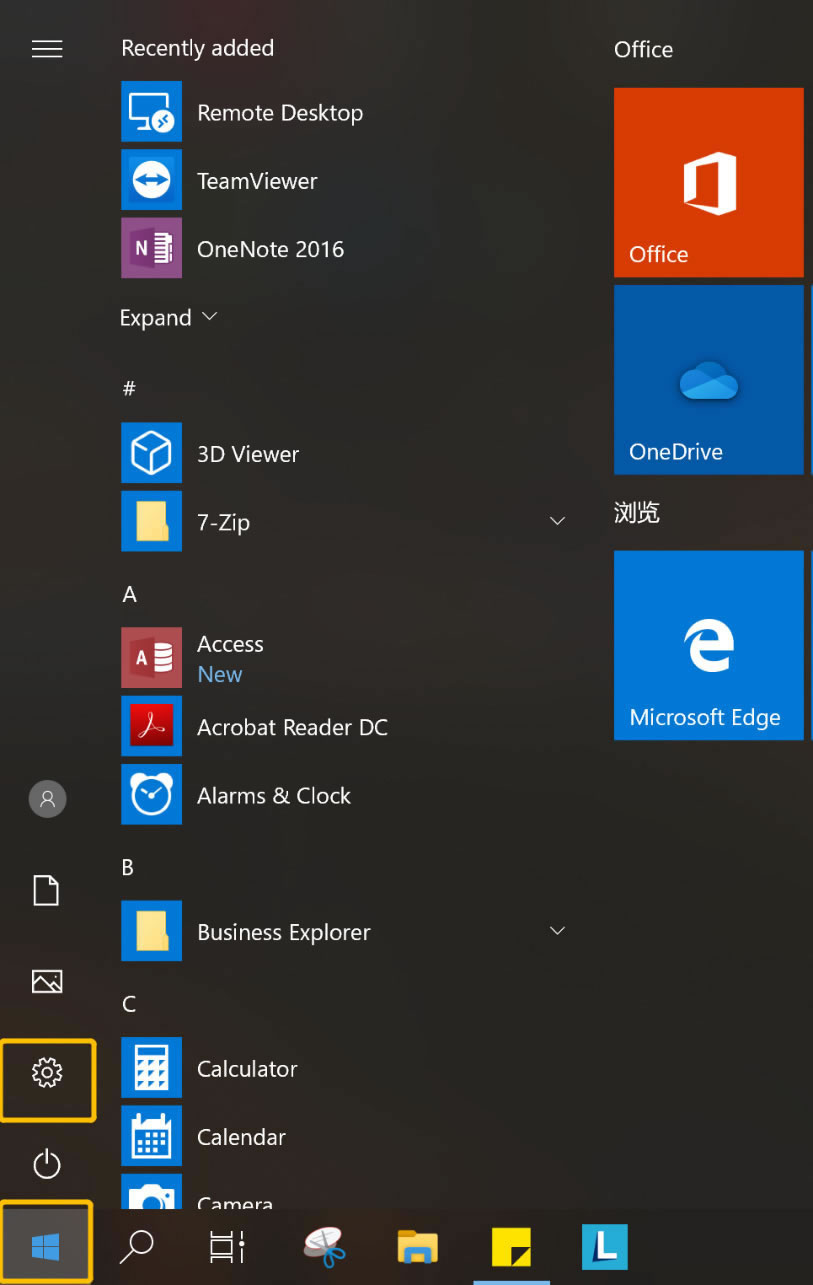 Recently added
Remote Desktop
TeamViewer
N
OneNote 2016
Expand
#
3D Viewer
7-Zip
A
A
Access
New
Acrobat Reader DC
Alarms & Clock
B
Business Explorer
C
Calculator
Calendar
Camera
Office
Office
OneDrive
浏览
Microsoft Edge
L